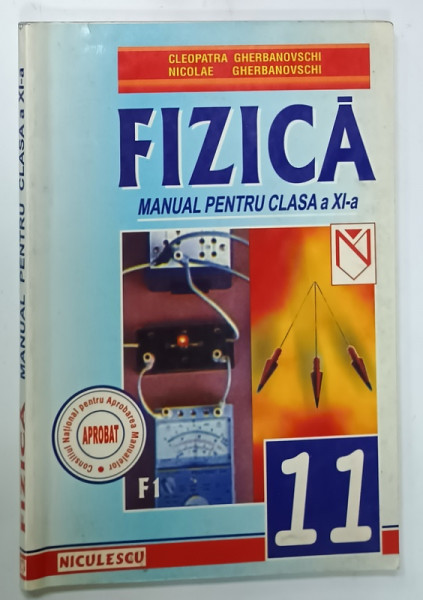 CLEOPATRA GHERBANOVSCHI
NICOLAE GHERBANOVSCHI
FIZICĂ
MANUAL PENTRU CLASA a XI-a
Consiliul Național pentru Aprobarea Manualelor
APROBAT
F1
11
NICULESCU
FIZICĂ MANUAL PENTRU CLASA a XI-a